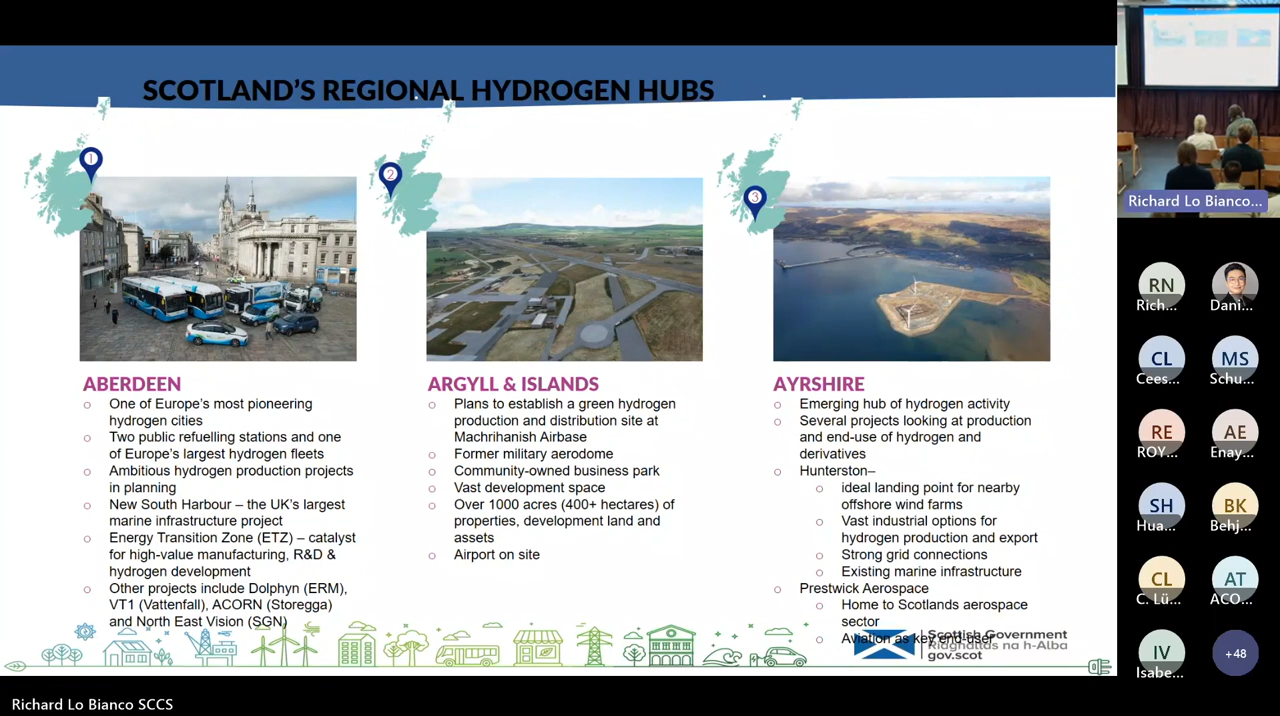 SCOTLAND'S REGIONAL HYDROGEN HUBS
1
2
3
ABERDEEN
One of Europe's most pioneering
hydrogen cities
Two public refuelling stations and one
of Europe's largest hydrogen fleets
Ambitious hydrogen production projects
in planning
New South Harbour – the UK's largest
marine infrastructure project
Energy Transition Zone (ETZ) – catalyst
for high-value manufacturing, R&D &
hydrogen development
Other projects include Dolphyn (ERM),
VT1 (Vattenfall), ACORN (Storegga)
and North East Vision (SGN)
ARGYLL & ISLANDS
Plans to establish a green hydrogen
production and distribution site at
Machrihanish Airbase
Former military aerodome
Community-owned business park
Vast development space
Over 1000 acres (400+ hectares) of
properties, development land and
assets
Airport on site
AYRSHIRE
Emerging hub of hydrogen activity
Several projects looking at production
and end-use of hydrogen and
derivatives
Hunterston–
ideal landing point for nearby
offshore wind farms
Vast industrial options for
hydrogen production and export
Strong grid connections
Existing marine infrastructure
Prestwick Aerospace
Home to Scotlands aerospace
sector
Aviation as key end-user
Scottish Government
Riaghaltas na h-Alba
gov.scot
Richard Lo Bianco...
RN
Rich...
Dani...
CL
Cees...
MS
Schu...
RE
ROY...
AE
Enay...
SH
Hua...
BK
Behj...
CL
C. Lü...
AT
ACO...
IV
Isabe...
+48
Richard Lo Bianco SCCS